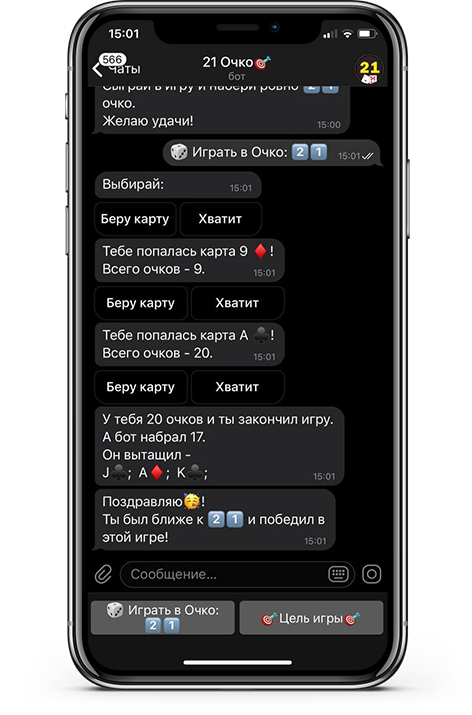 15:01
566
Чаты
21 Очко🎯
бот
21
Сыграй в игру и набери ровно 2️⃣1️⃣
очко.
Желаю удачи!
15:00
🎲 Играть в Очко: 2️⃣1️⃣
15:01
Выбирай:
15:01
Беру карту
Хватит
Тебе попалась карта 9 ♦️!
Всего очков - 9.
15:01
Беру карту
Хватит
Тебе попалась карта А ♣️!
Всего очков - 20.
15:01
Беру карту
Хватит
У тебя 20 очков и ты закончил игру.
А бот набрал 17.
Он вытащил -
J♣️; A♦️; K♣️;
15:01
Поздравляю🥳!
Ты был ближе к 2️⃣1️⃣ и победил в
этой игре!
15:01
Сообщение...
🎲 Играть в Очко:
2️⃣1️⃣
🎯Цель игры🎯